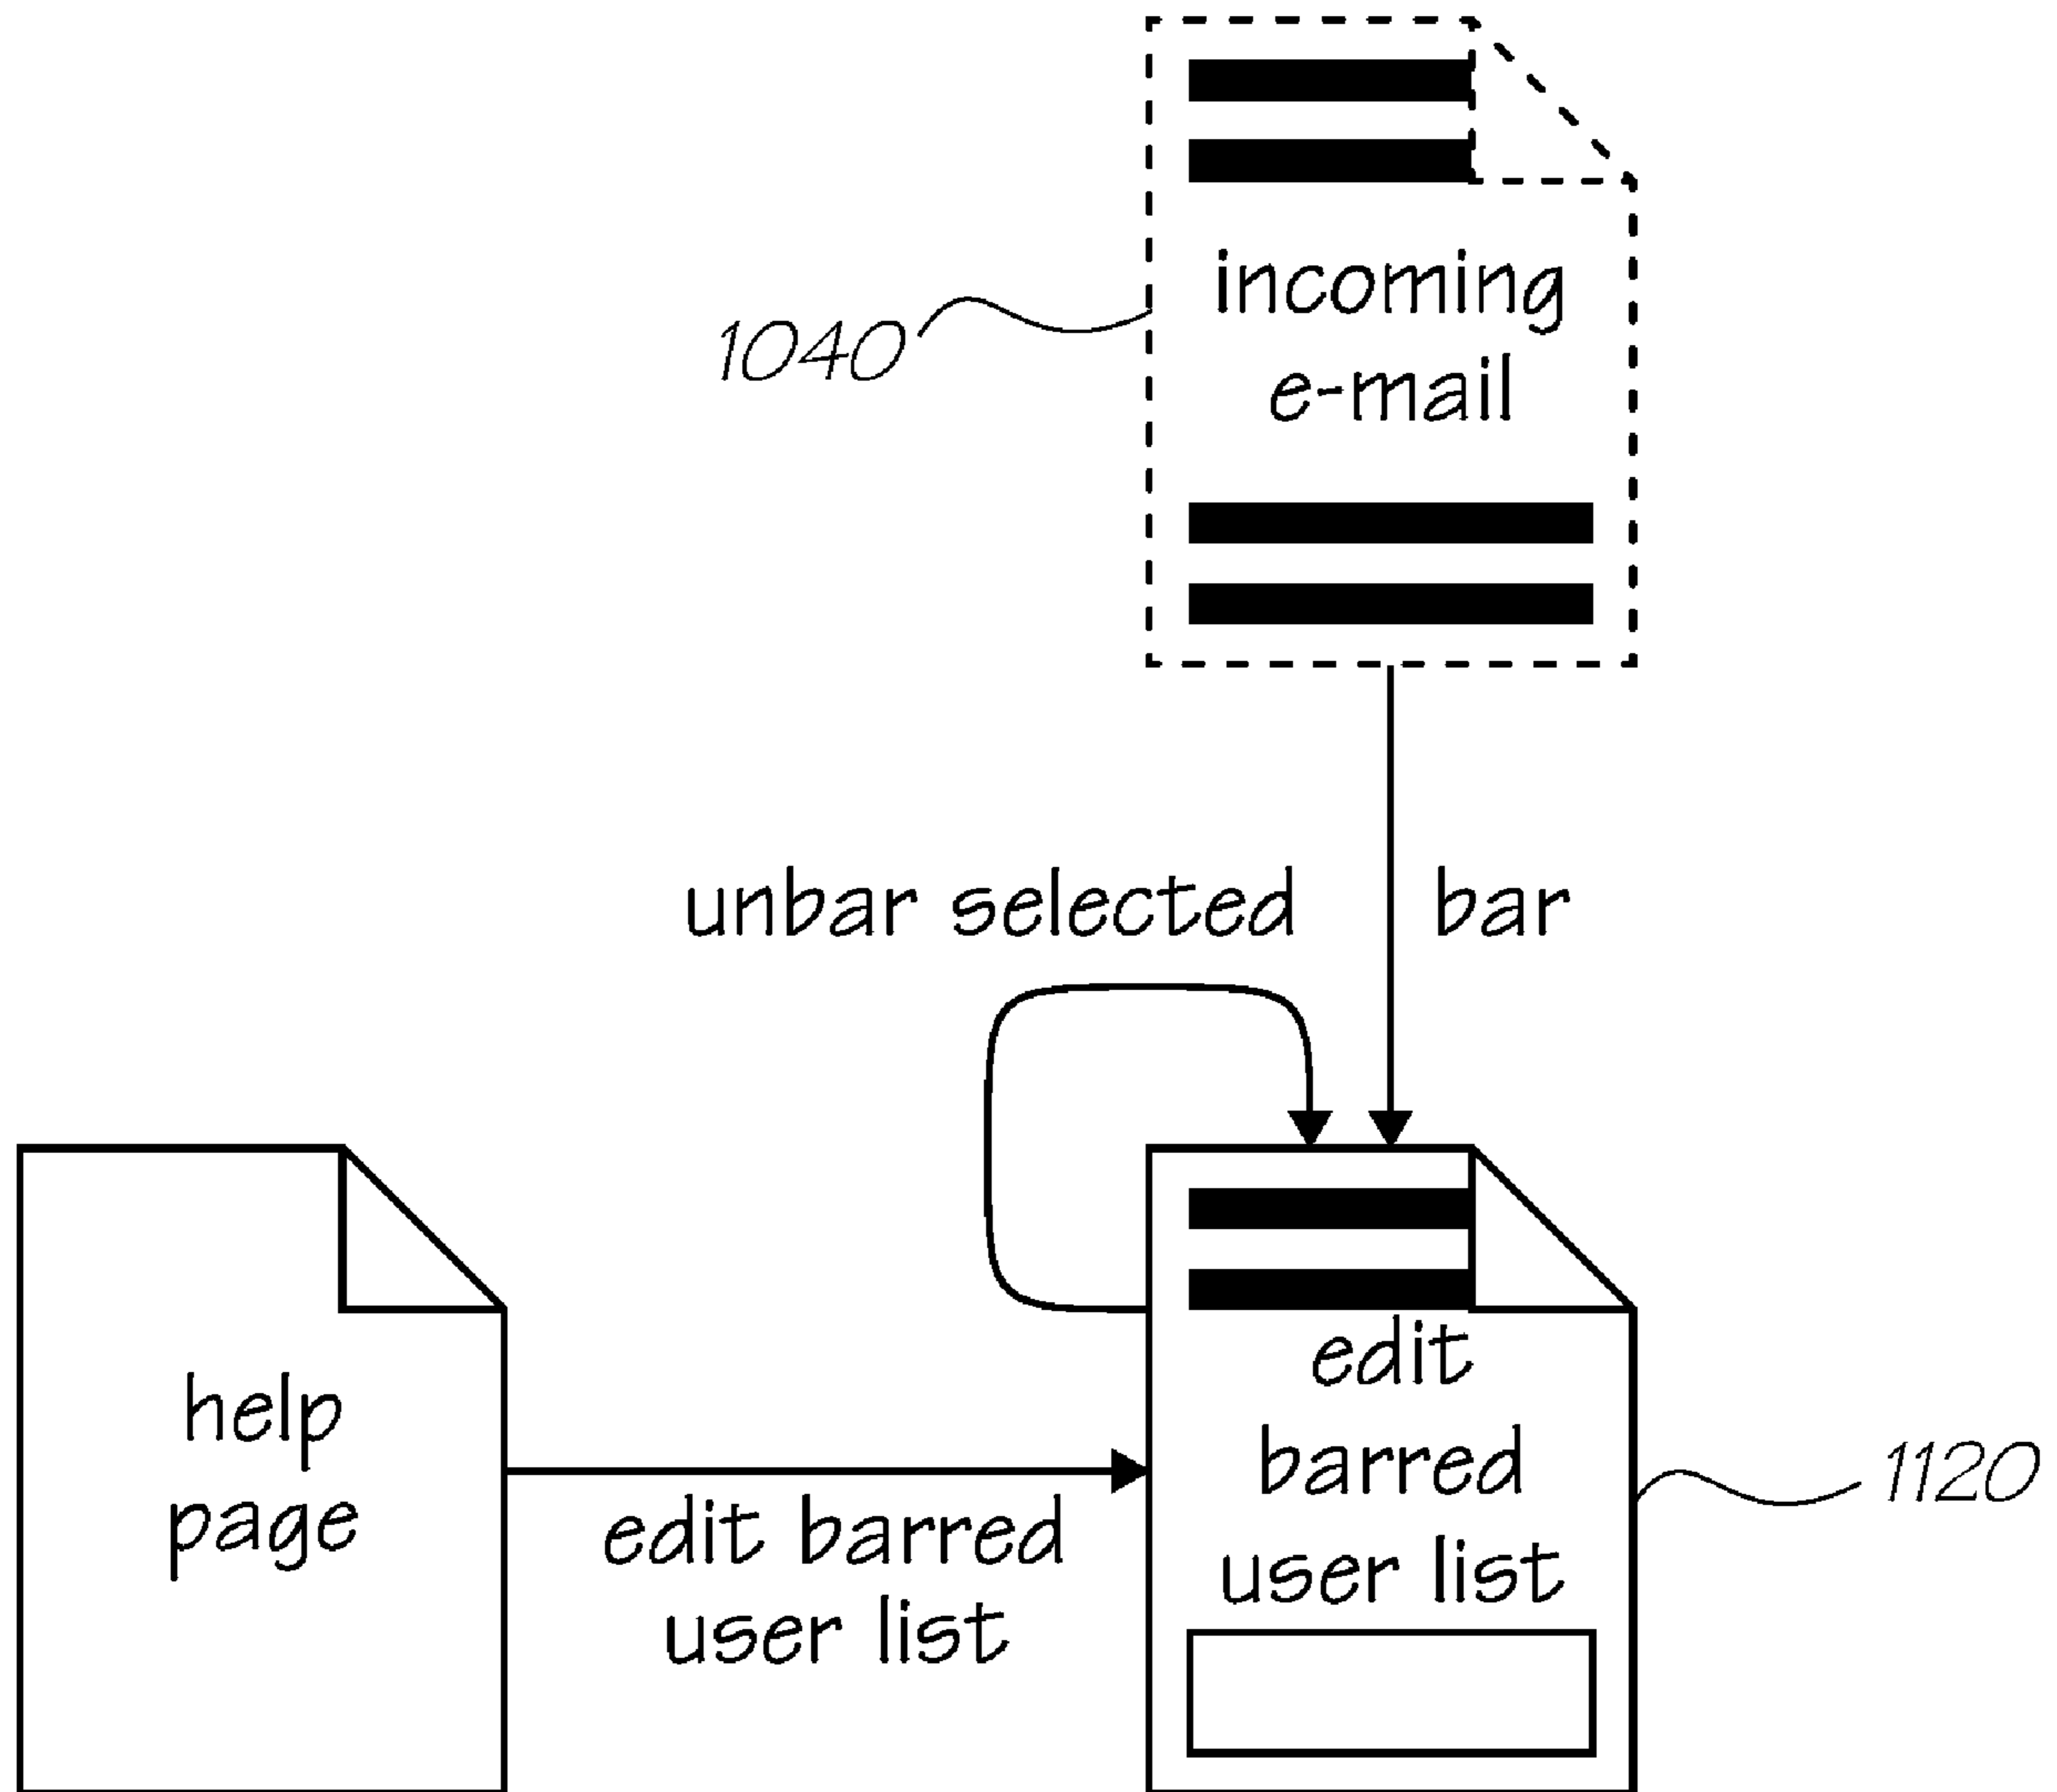 incoming
1040
e-mail
unbar selected
bar
help
page
edit
barred
user list
1120
edit barred
user list